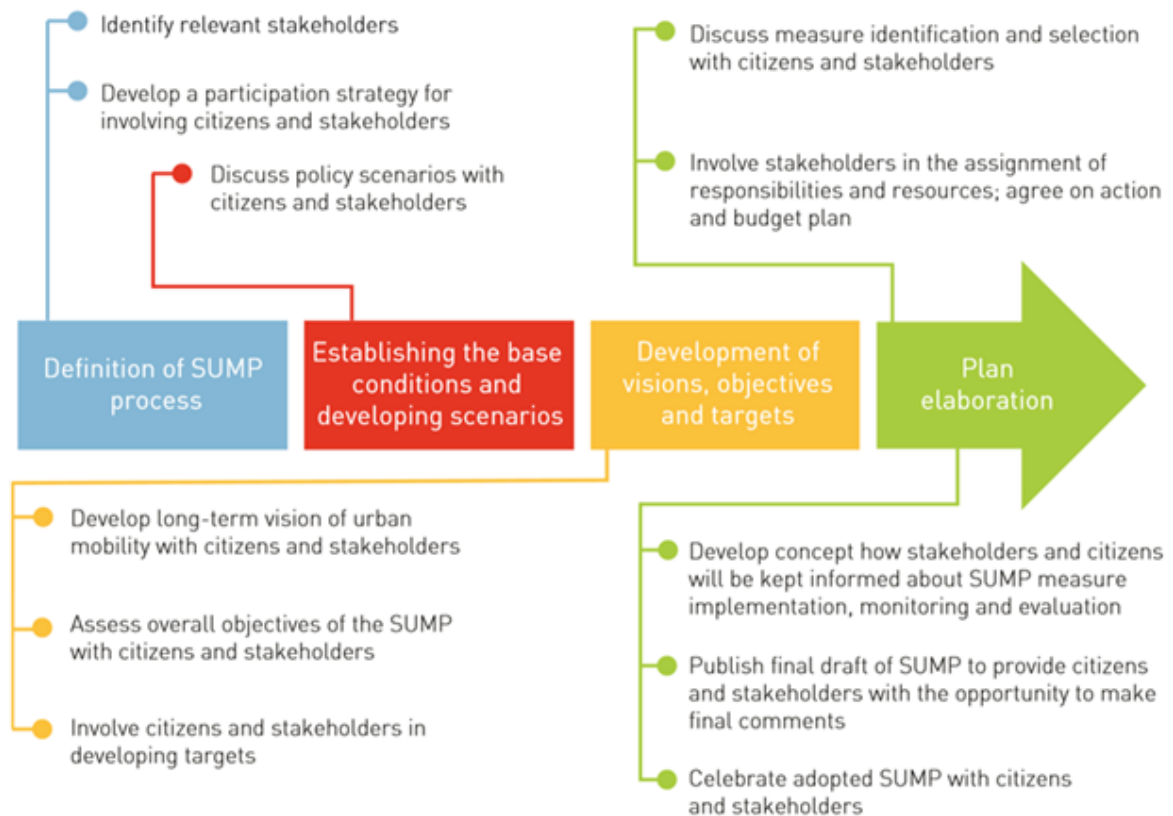 Identify relevant stakeholders
Develop a participation strategy for
involving citizens and stakeholders
Discuss policy scenarios with
citizens and stakeholders
Discuss measure identification and selection
with citizens and stakeholders
Involve stakeholders in the assignment of
responsibilities and resources; agree on action
and budget plan
Definition of SUMP
process
Establishing the base
conditions and
developing scenarios
Development of
visions, objectives
and targets
Plan
elaboration
Develop long-term vision of urban
mobility with citizens and stakeholders
Assess overall objectives of the SUMP
with citizens and stakeholders
Involve citizens and stakeholders in
developing targets
Develop concept how stakeholders and citizens
will be kept informed about SUMP measure
implementation, monitoring and evaluation
Publish final draft of SUMP to provide citizens
and stakeholders with the opportunity to make
final comments
Celebrate adopted SUMP with citizens
and stakeholders